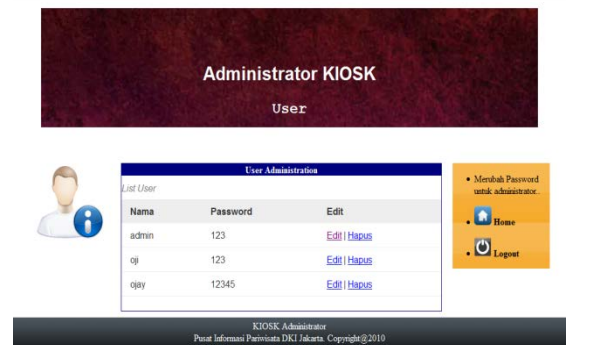 Administrator KIOSK
User
User Administration
List User
Nama Password Edit
admin 123 Edit | Hapus
oji 123 Edit | Hapus
ojay 12345 Edit | Hapus
Merubah Password
untuk administrator..
Home
Logout
KIOSK Administrator
Pusat Informasi Pariwisata DKI Jakarta. Copyright@2010